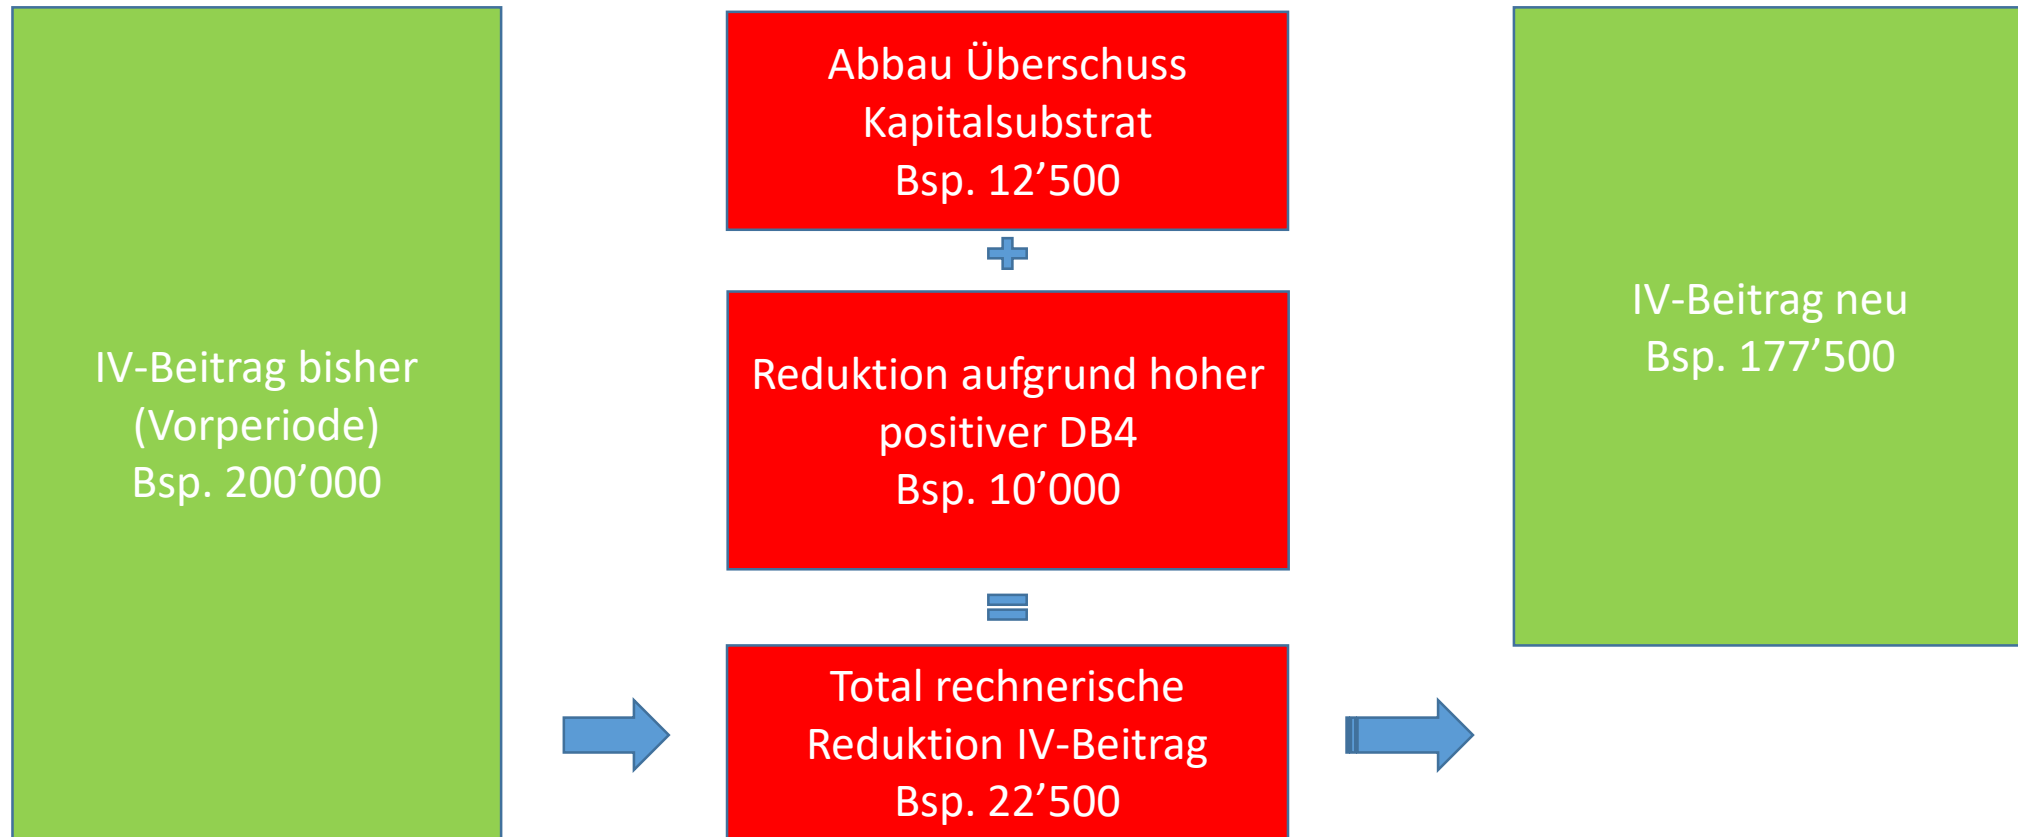 IV-Beitrag bisher
(Vorperiode)
Bsp. 200’000
Abbau Überschuss
Kapitalsubstrat
Bsp. 12’500
Reduktion aufgrund hoher
positiver DB4
Bsp. 10’000
Total rechnerische
Reduktion IV-Beitrag
Bsp. 22’500
IV-Beitrag neu
Bsp. 177’500